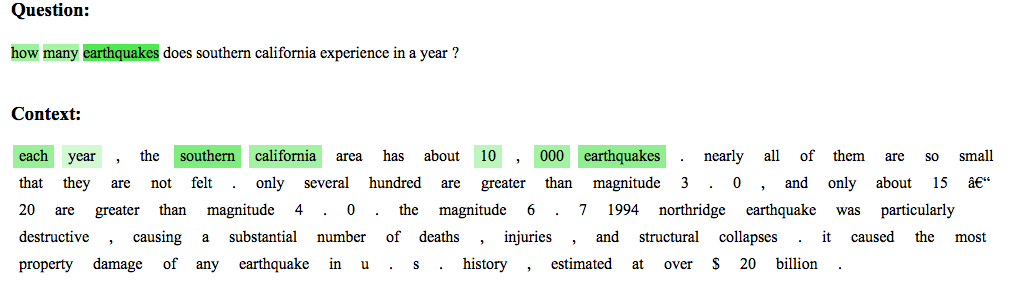 Question:
how many earthquakes does southern california experience in a year ?
Context:
each year , the southern california area has about 10 , 000 earthquakes . nearly all of them are so small
that they are not felt . only several hundred are greater than magnitude 3 . 0 , and only about 15 â€“
20 are greater than magnitude 4 . 0 . the magnitude 6 . 7 1994 northridge earthquake was particularly
destructive , causing a substantial number of deaths , injuries , and structural collapses . it caused the most
property damage of any earthquake in u . s . history , estimated at over $ 20 billion .